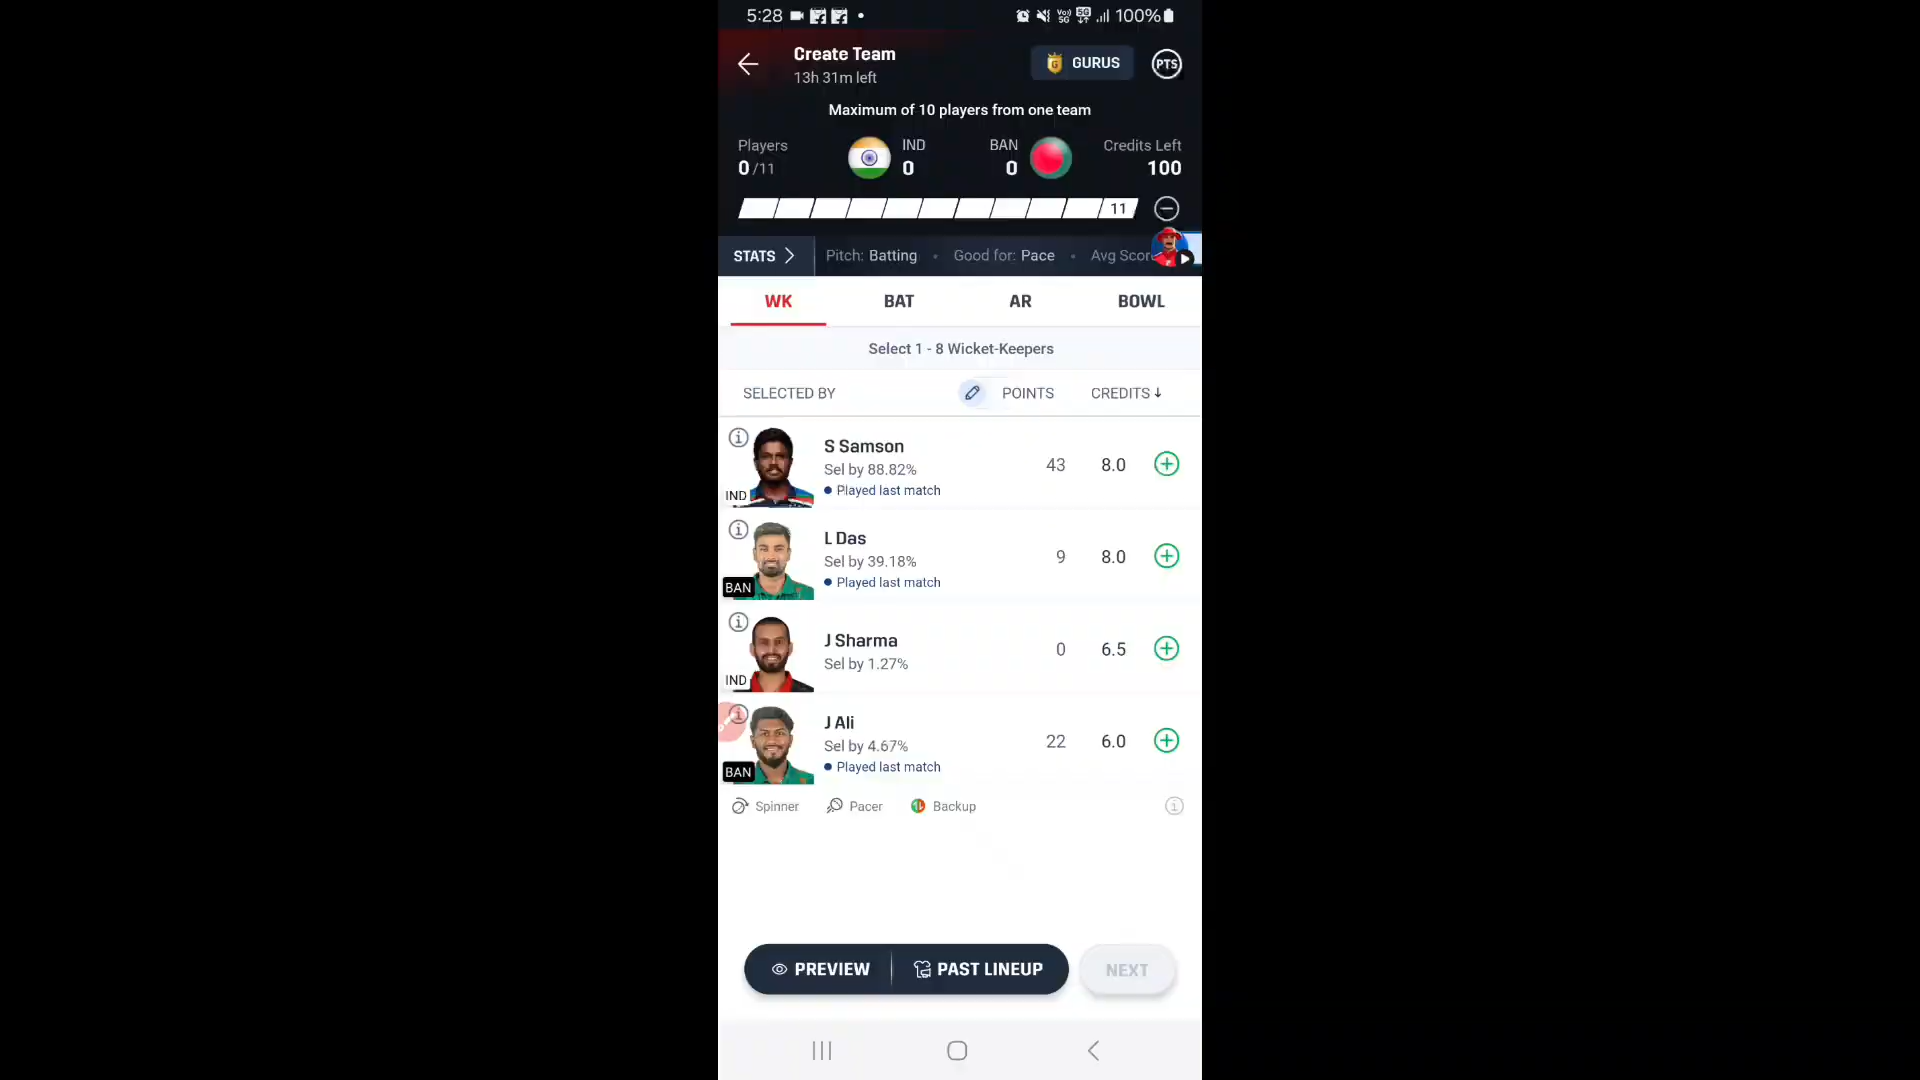 5:28 100%
Create Team
13h 31m left
GURUS
PTS
Maximum of 10 players from one team
Players
0/11
IND
0
BAN
0
Credits Left
100
11
STATS
Pitch: Batting • Good for: Pace • Avg Scor
WK BAT AR BOWL
Select 1 - 8 Wicket-Keepers
SELECTED BY POINTS CREDITS ↓
S Samson
Sel by 88.82%
Played last match
IND
43 8.0
L Das
Sel by 39.18%
Played last match
BAN
9 8.0
J Sharma
Sel by 1.27%
IND
0 6.5
J Ali
Sel by 4.67%
Played last match
BAN
22 6.0
Spinner Pacer Backup
PREVIEW PAST LINEUP NEXT